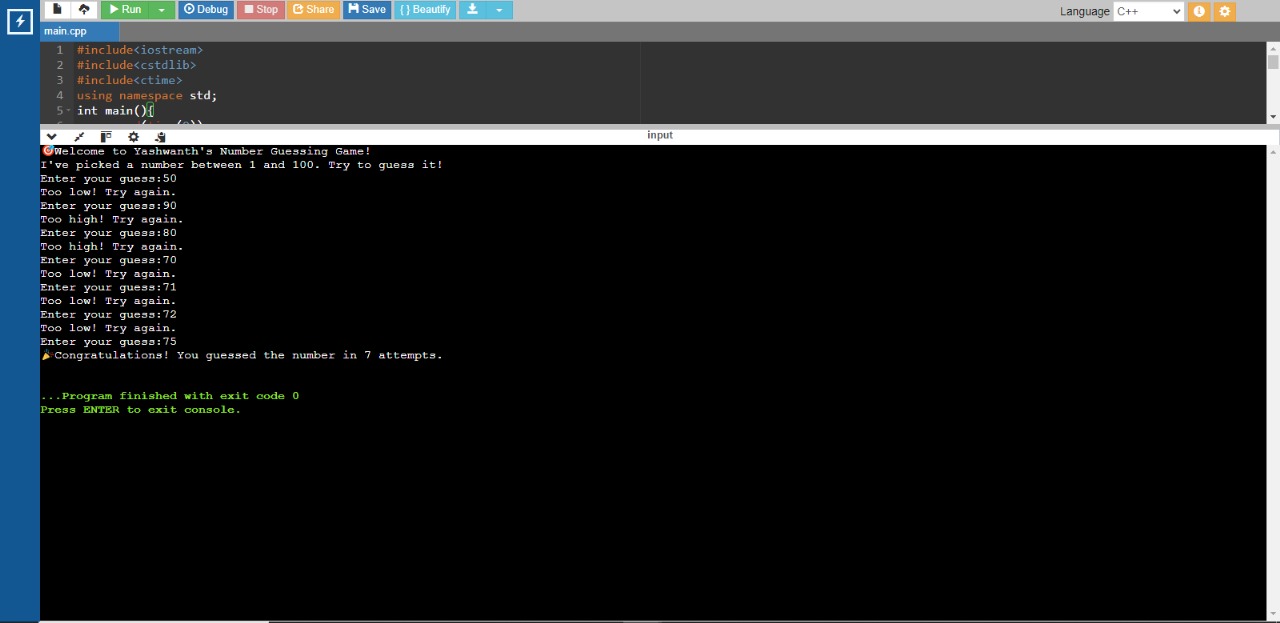 Run Debug Stop Share Save { } Beautify Language C++
main.cpp
1 #include<iostream>
2 #include<cstdlib>
3 #include<ctime>
4 using namespace std;
5 int main(){
input
🎯Welcome to Yashwanth's Number Guessing Game!
I've picked a number between 1 and 100. Try to guess it!
Enter your guess:50
Too low! Try again.
Enter your guess:90
Too high! Try again.
Enter your guess:80
Too high! Try again.
Enter your guess:70
Too low! Try again.
Enter your guess:71
Too low! Try again.
Enter your guess:72
Too low! Try again.
Enter your guess:75
🎉Congratulations! You guessed the number in 7 attempts.
...Program finished with exit code 0
Press ENTER to exit console.